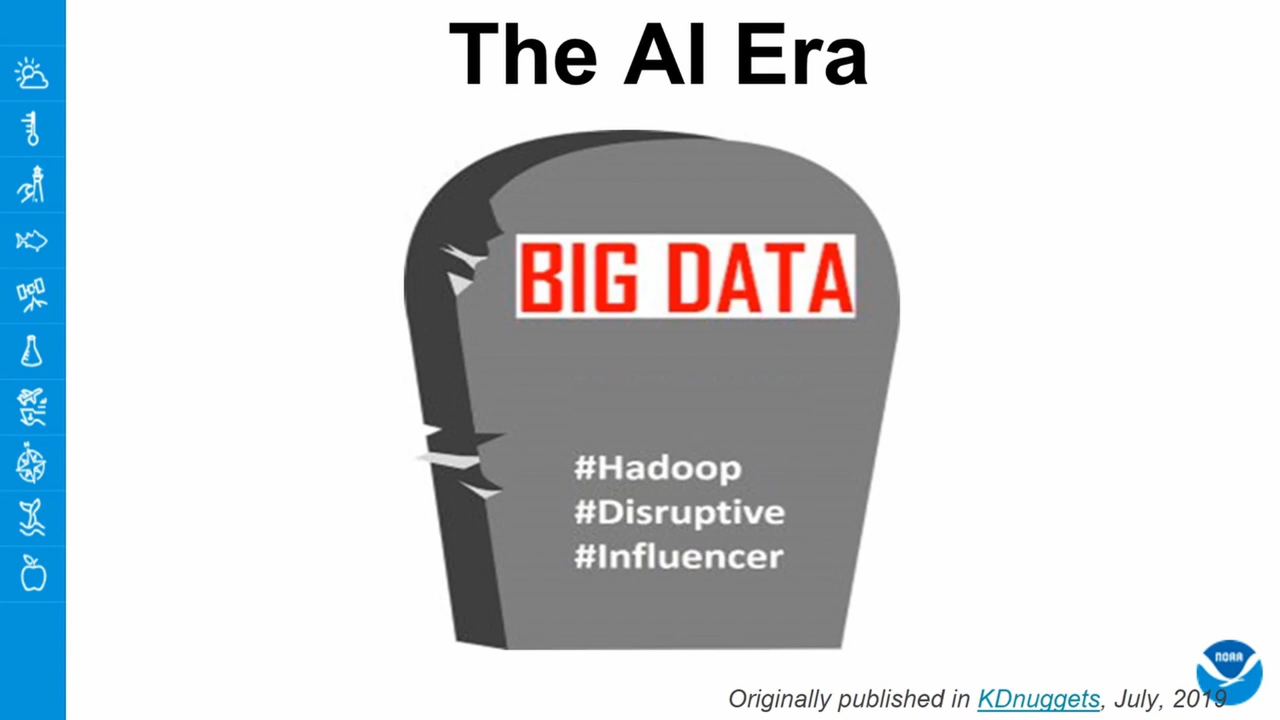 The AI Era
BIG DATA
#Hadoop
#Disruptive
#Influencer
NOAA
Originally published in KDnuggets, July, 2019